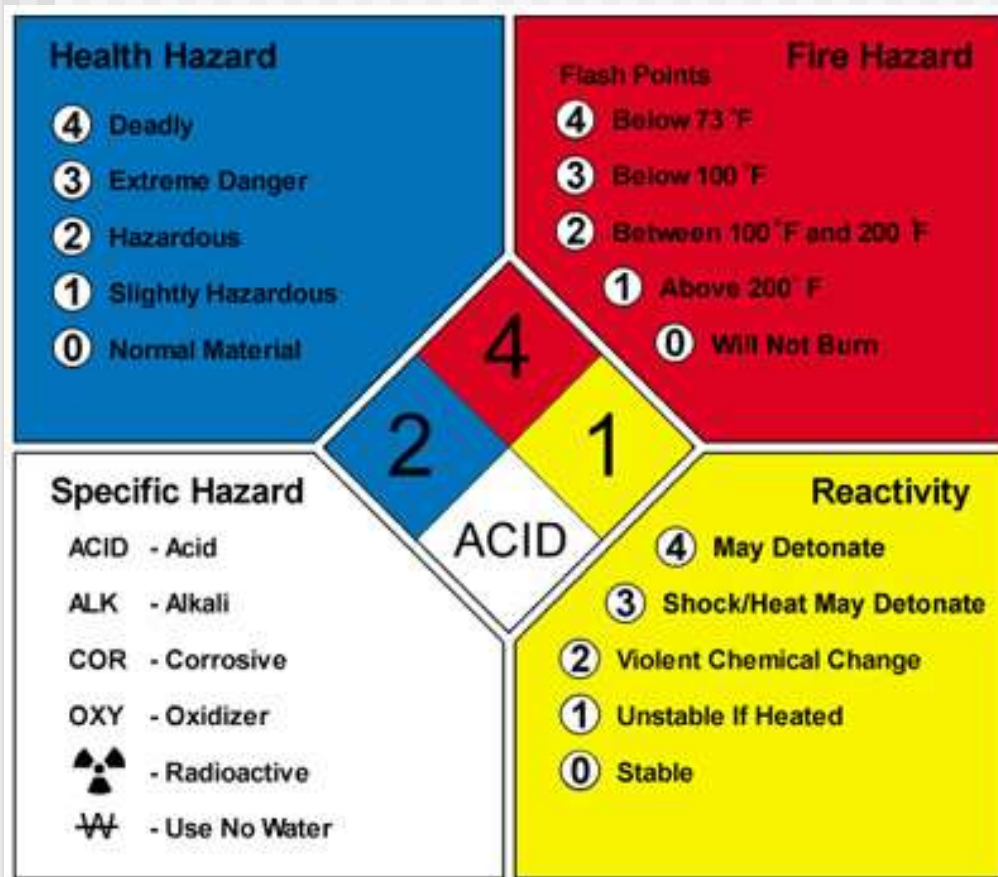 Health Hazard
4 Deadly
3 Extreme Danger
2 Hazardous
1 Slightly Hazardous
0 Normal Material
Fire Hazard
Flash Points
4 Below 73 °F
3 Below 100 °F
2 Between 100 °F and 200 °F
1 Above 200° F
0 Will Not Burn
4
2
1
ACID
Specific Hazard
ACID - Acid
ALK - Alkali
COR - Corrosive
OXY - Oxidizer
- Radioactive
W - Use No Water
Reactivity
4 May Detonate
3 Shock/Heat May Detonate
2 Violent Chemical Change
1 Unstable If Heated
0 Stable